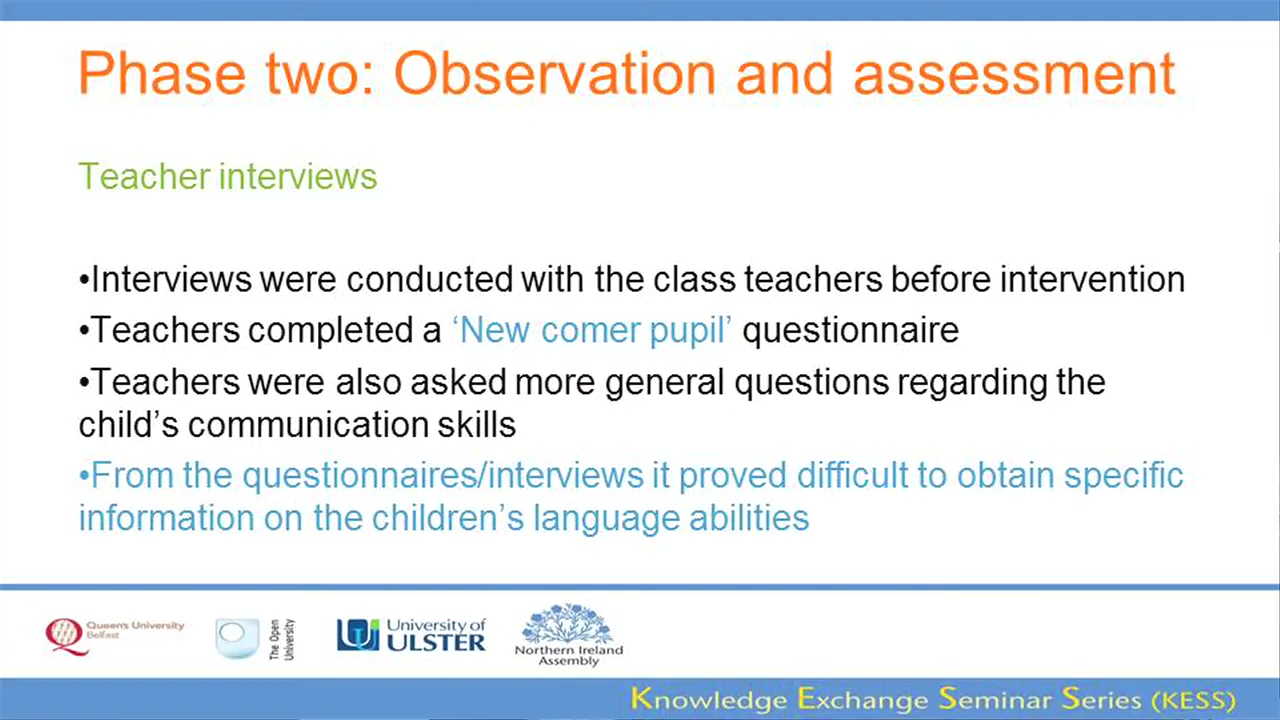 Phase two: Observation and assessment
Teacher interviews
•Interviews were conducted with the class teachers before intervention
•Teachers completed a ‘New comer pupil’ questionnaire
•Teachers were also asked more general questions regarding the
child’s communication skills
•From the questionnaires/interviews it proved difficult to obtain specific
information on the children’s language abilities
Queen's University
Belfast
The Open
University
University of
ULSTER
Northern Ireland
Assembly
Knowledge Exchange Seminar Series (KESS)